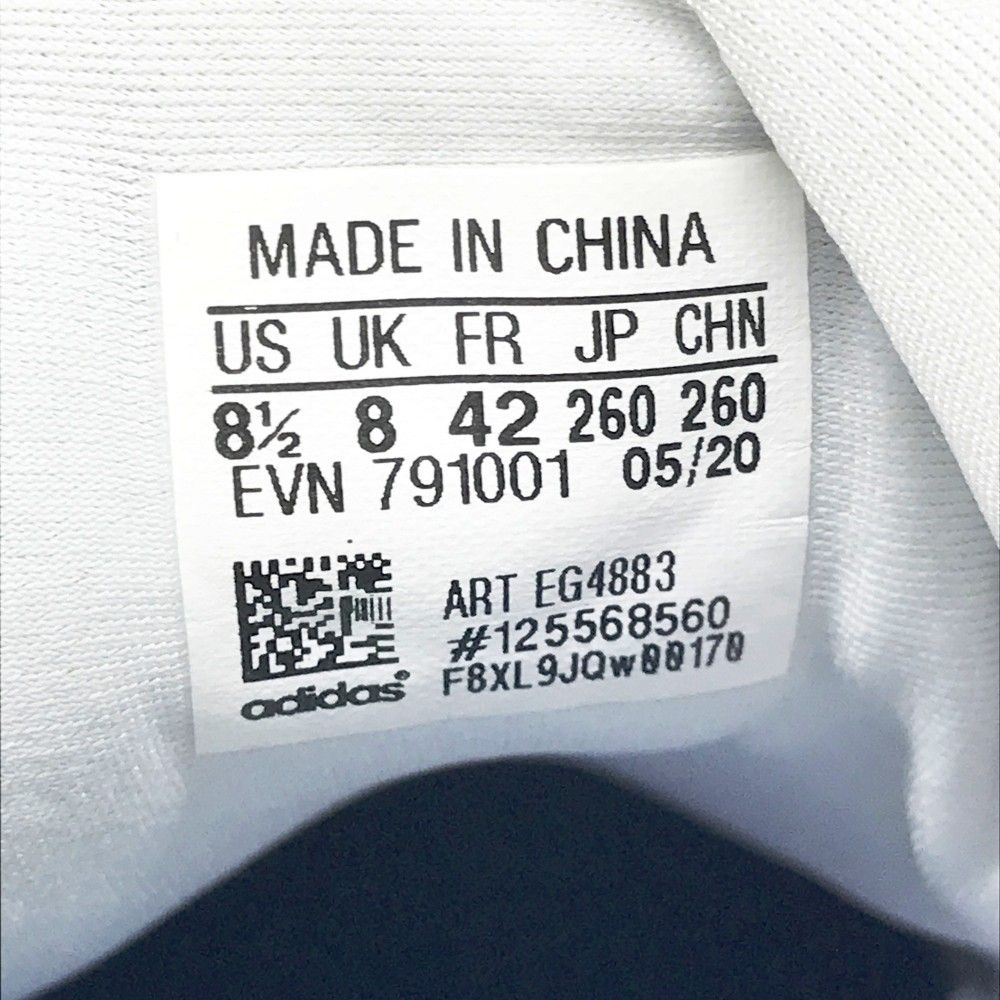 MADE IN CHINA
US UK FR JP CHN
8½ 8 42 260 260
EVN 791001 05/20
ART EG4883
#125568560
F8XL9JQw00170
adidas®